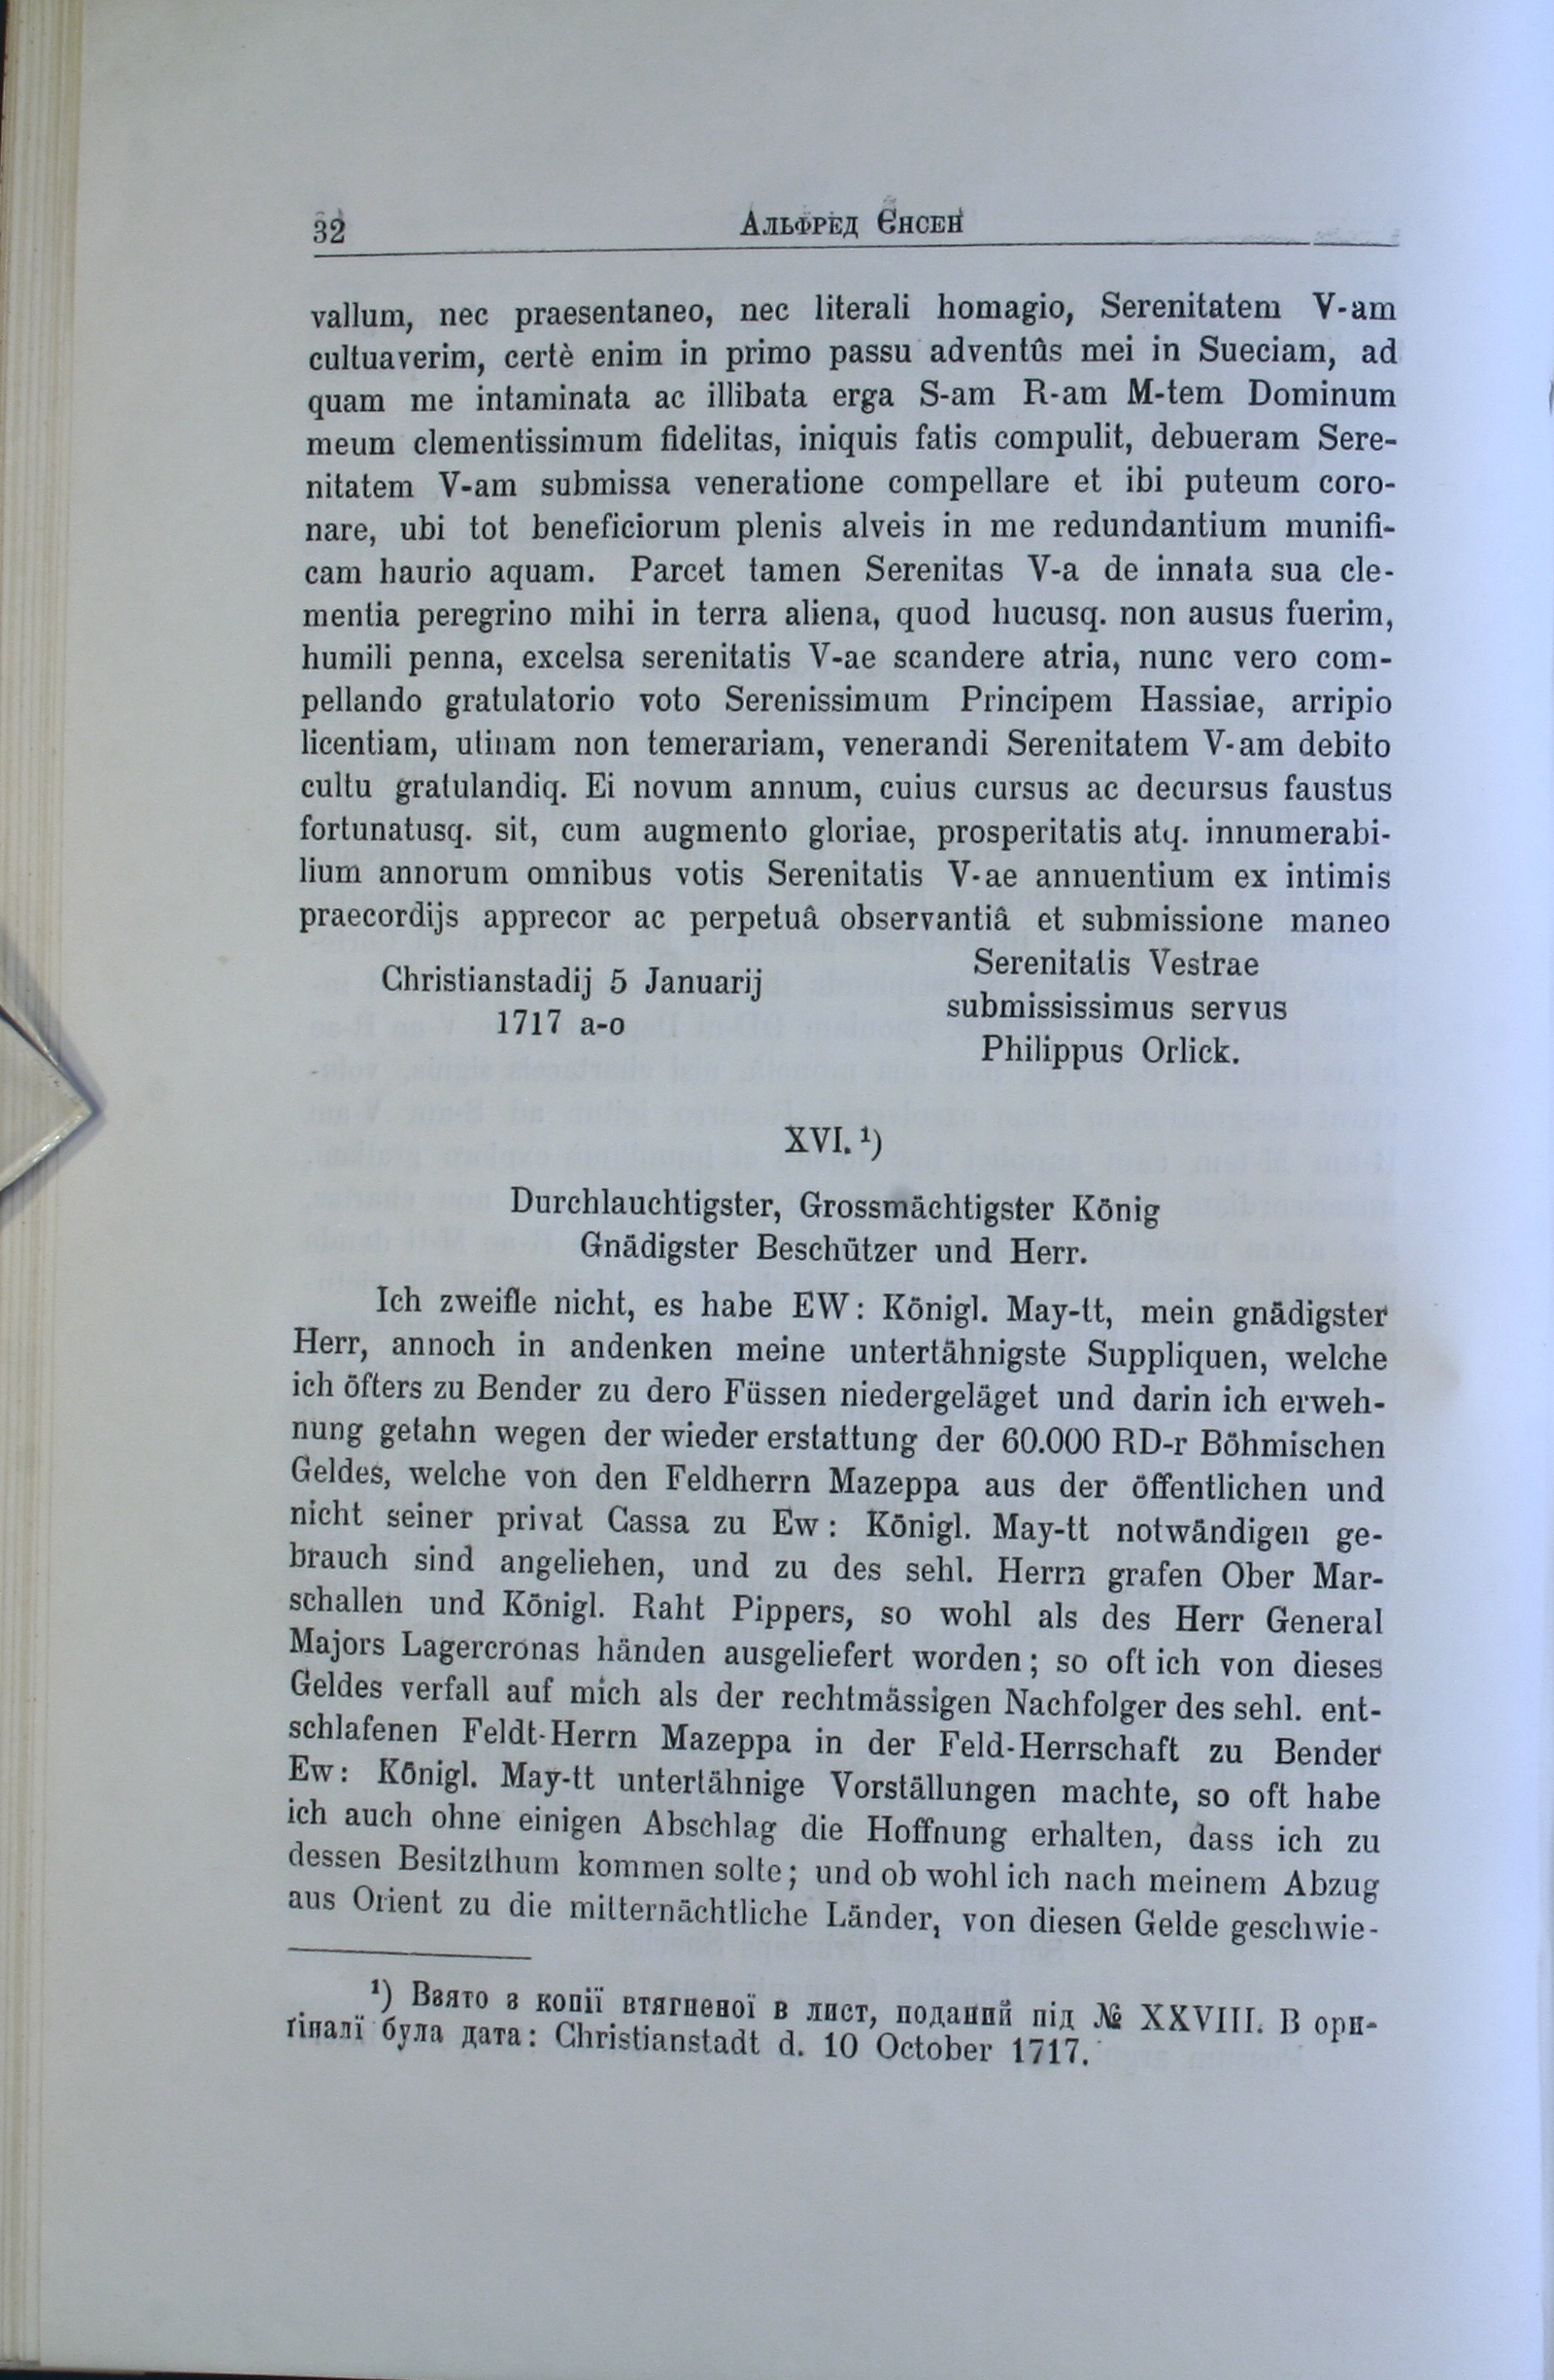 32
Альфред Єнсен
vallum, nec praesentaneo, nec literali homagio, Serenitatem V-am
cultuaverim, certè enim in primo passu adventûs mei in Sueciam, ad
quam me intaminata ac illibata erga S-am R-am M-tem Dominum
meum clementissimum fidelitas, iniquis fatis compulit, debueram Sere-
nitatem V-am submissa veneratione compellare et ibi puteum coro-
nare, ubi tot beneficiorum plenis alveis in me redundantium munifi-
cam haurio aquam. Parcet tamen Serenitas V-a de innata sua cle-
mentia peregrino mihi in terra aliena, quod hucusq. non ausus fuerim,
humili penna, excelsa serenitatis V-ae scandere atria, nunc vero com-
pellando gratulatorio voto Serenissimum Principem Hassiae, arripio
licentiam, utinam non temerariam, venerandi Serenitatem V-am debito
cultu gratulandiq. Ei novum annum, cuius cursus ac decursus faustus
fortunatusq. sit, cum augmento gloriae, prosperitatis atq. innumerabi-
lium annorum omnibus votis Serenitatis V-ae annuentium ex intimis
praecordijs apprecor ac perpetuâ observantiâ et submissione maneo
Serenitatis Vestrae
Christianstadij 5 Januarij
submississimus servus
1717 a-o
Philippus Orlick.
XVI. ¹)
Durchlauchtigster, Grossmächtigster König
Gnädigster Beschützer und Herr.
Ich zweifle nicht, es habe EW: Königl. May-tt, mein gnädigster
Herr, annoch in andenken meine untertähnigste Suppliquen, welche
ich öfters zu Bender zu dero Füssen niedergeläget und darin ich erweh-
nung getahn wegen der wieder erstattung der 60.000 RD-r Böhmischen
Geldes, welche von den Feldherrn Mazeppa aus der öffentlichen und
nicht seiner privat Cassa zu Ew: Königl. May-tt notwändigen ge-
brauch sind angeliehen, und zu des sehl. Herrn grafen Ober Mar-
schallen und Königl. Raht Pippers, so wohl als des Herr General
Majors Lagercronas händen ausgeliefert worden; so oft ich von dieses
Geldes verfall auf mich als der rechtmässigen Nachfolger des sehl. ent-
schlafenen Feldt-Herrn Mazeppa in der Feld-Herrschaft zu Bender
Ew: Königl. May-tt untertähnige Vorställungen machte, so oft habe
ich auch ohne einigen Abschlag die Hoffnung erhalten, dass ich zu
dessen Besitzthum kommen solte; und ob wohl ich nach meinem Abzug
aus Orient zu die mitternächtliche Länder, von diesen Gelde geschwie-
¹) Взято з копії втягненої в лист, поданий під № XXVIII. В ори-
ґіналї була дата: Christianstadt d. 10 October 1717.